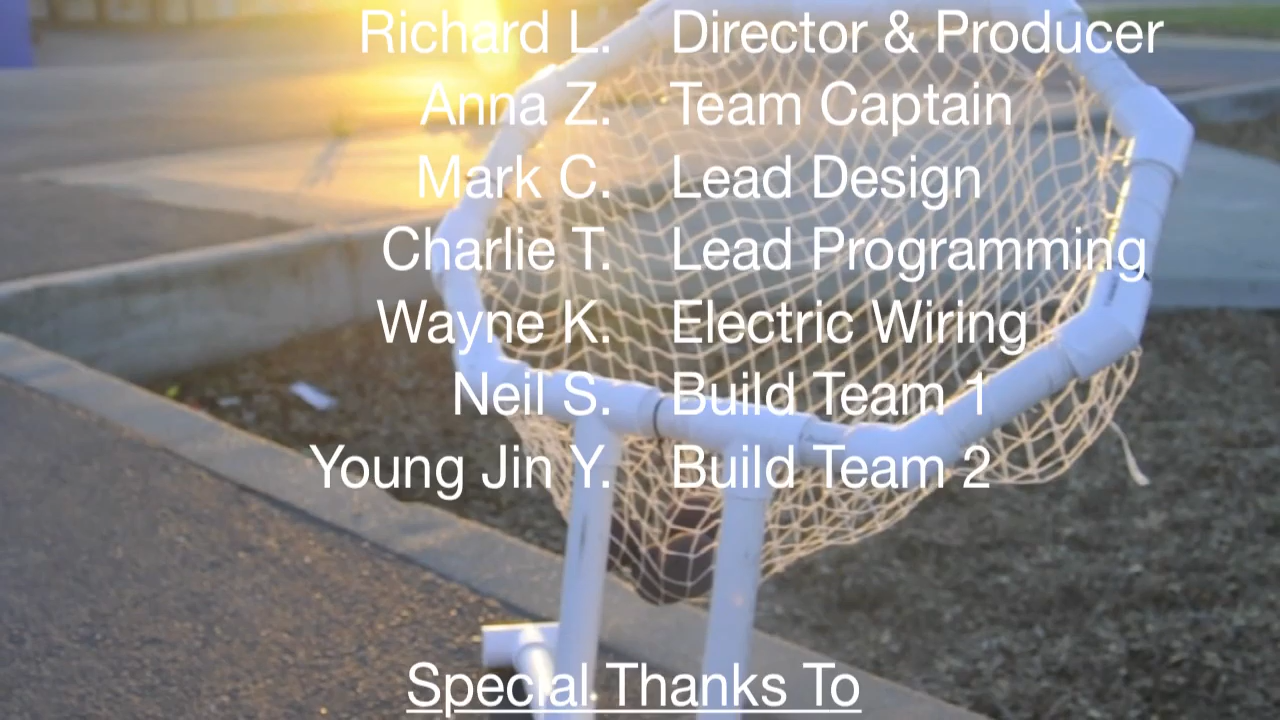 Richard L. Director & Producer
Anna Z. Team Captain
Mark C. Lead Design
Charlie T. Lead Programming
Wayne K. Electric Wiring
Neil S. Build Team 1
Young Jin Y. Build Team 2
Special Thanks To